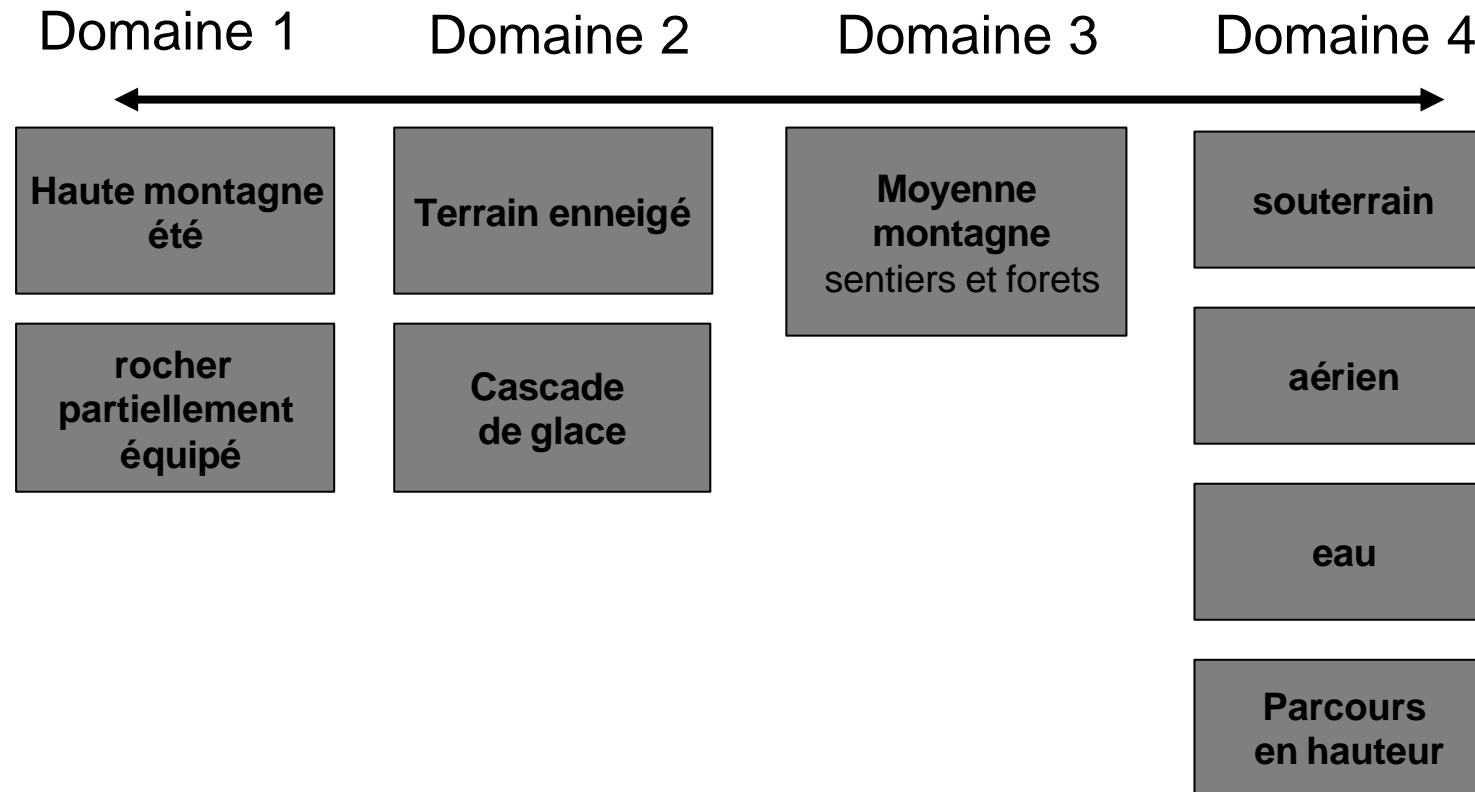 Domaine 1
Domaine 2
Domaine 3
Domaine 4
Haute montagne
été
rocher
partiellement
équipé
Terrain enneigé
Cascade
de glace
Moyenne
montagne
sentiers et forets
souterrain
aérien
eau
Parcours
en hauteur